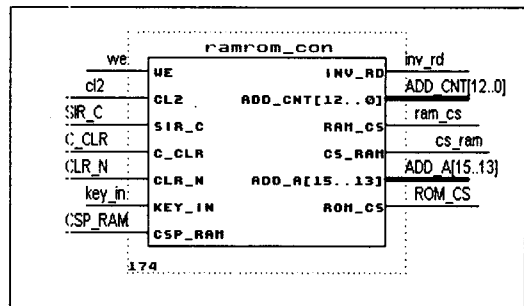 ramrom_con
we WE INV_RD inv_rd
cl2 CL2 ADD_CNT[12..0] ADD_CNT[12..0]
SIR_C SIR_C RAM_CS ram_cs
C_CLR C_CLR CS_RAM cs_ram
CLR_N CLR_N ADD_A[15..13] ADD_A[15..13]
key_in KEY_IN ROM_CS ROM_CS
CSP_RAM CSP_RAM
174